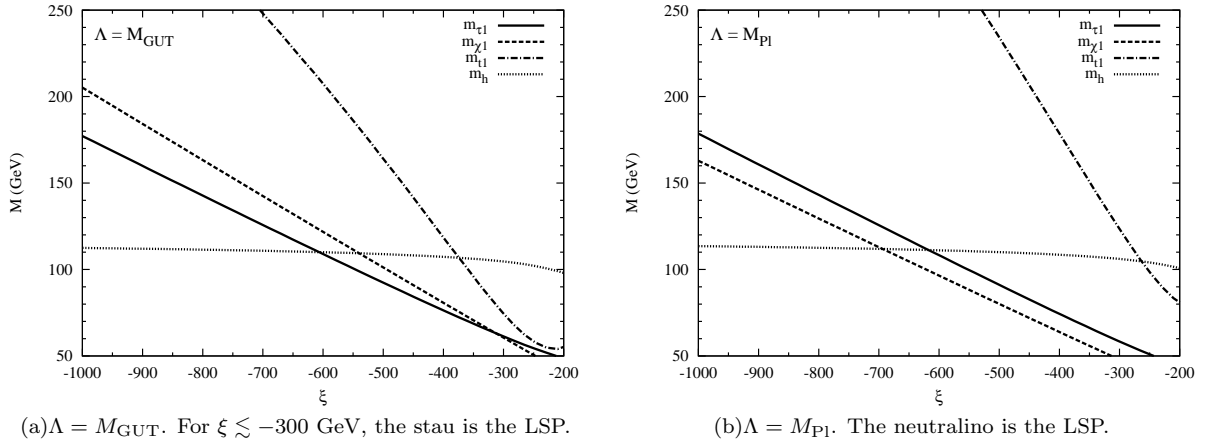 250
200
150
100
50
M (GeV)
Λ = M_GUT
m_τ1
m_χ1
m_t1
m_h
-1000 -900 -800 -700 -600 -500 -400 -300 -200
ξ
(a)Λ = M_GUT. For ξ ≲ −300 GeV, the stau is the LSP.
250
200
150
100
50
M (GeV)
Λ = M_Pl
m_τ1
m_χ1
m_t1
m_h
-1000 -900 -800 -700 -600 -500 -400 -300 -200
ξ
(b)Λ = M_Pl. The neutralino is the LSP.